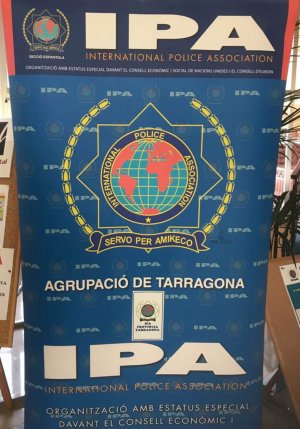 IPA
SECCIÓ ESPANYOLA
INTERNATIONAL POLICE ASSOCIATION
ORGANITZACIÓ AMB ESTATUS ESPECIAL DAVANT EL CONSELL ECONÒMIC I SOCIAL DE NACIONS UNIDES I EL CONSELL D'EUROPA
INTERNATIONAL POLICE ASSOCIATION
SERVO PER AMIKECO
AGRUPACIÓ DE TARRAGONA
IPA
PROVINCIA
TARRAGONA
IPA
INTERNATIONAL POLICE ASSOCIATION
ORGANITZACIÓ AMB ESTATUS ESPECIAL
DAVANT EL CONSELL ECONÒMIC I